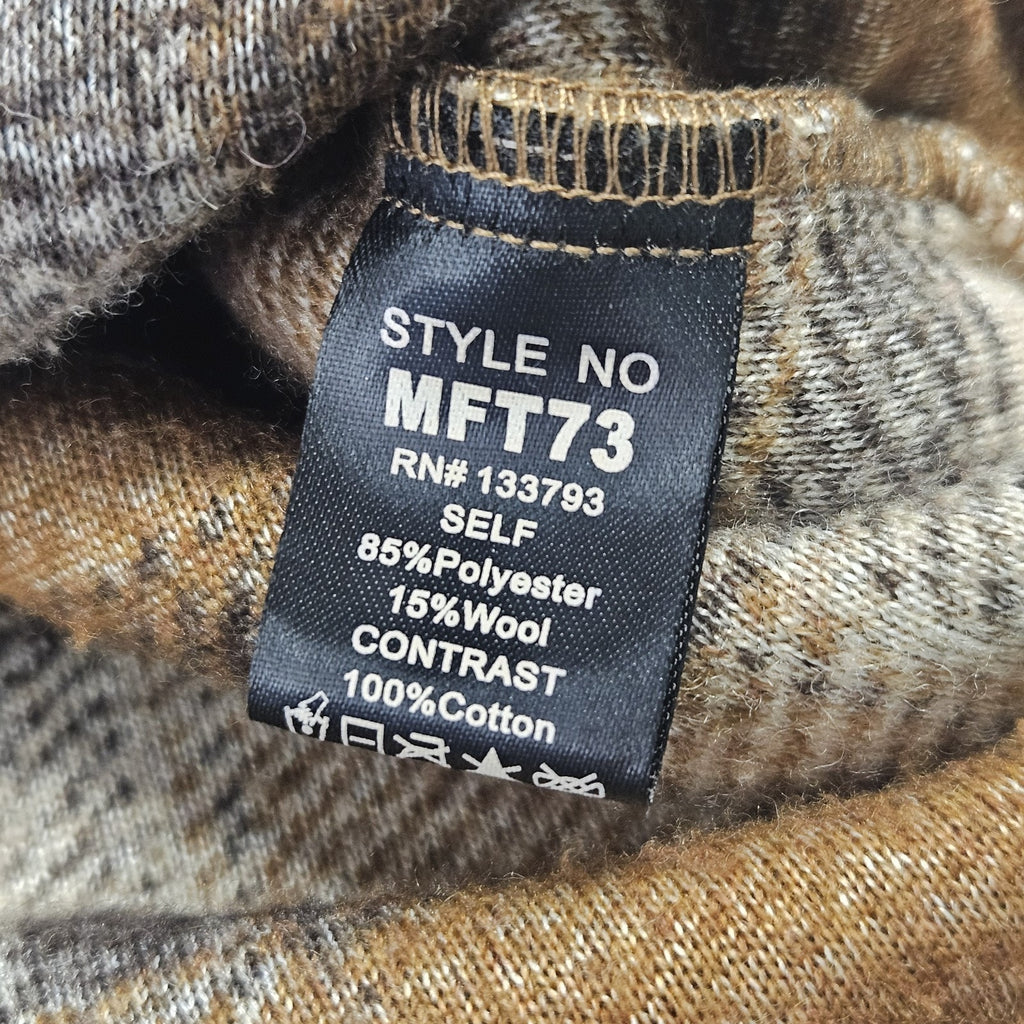 STYLE NO
MFT73
RN# 133793
SELF
85%Polyester
15%Wool
CONTRAST
100%Cotton